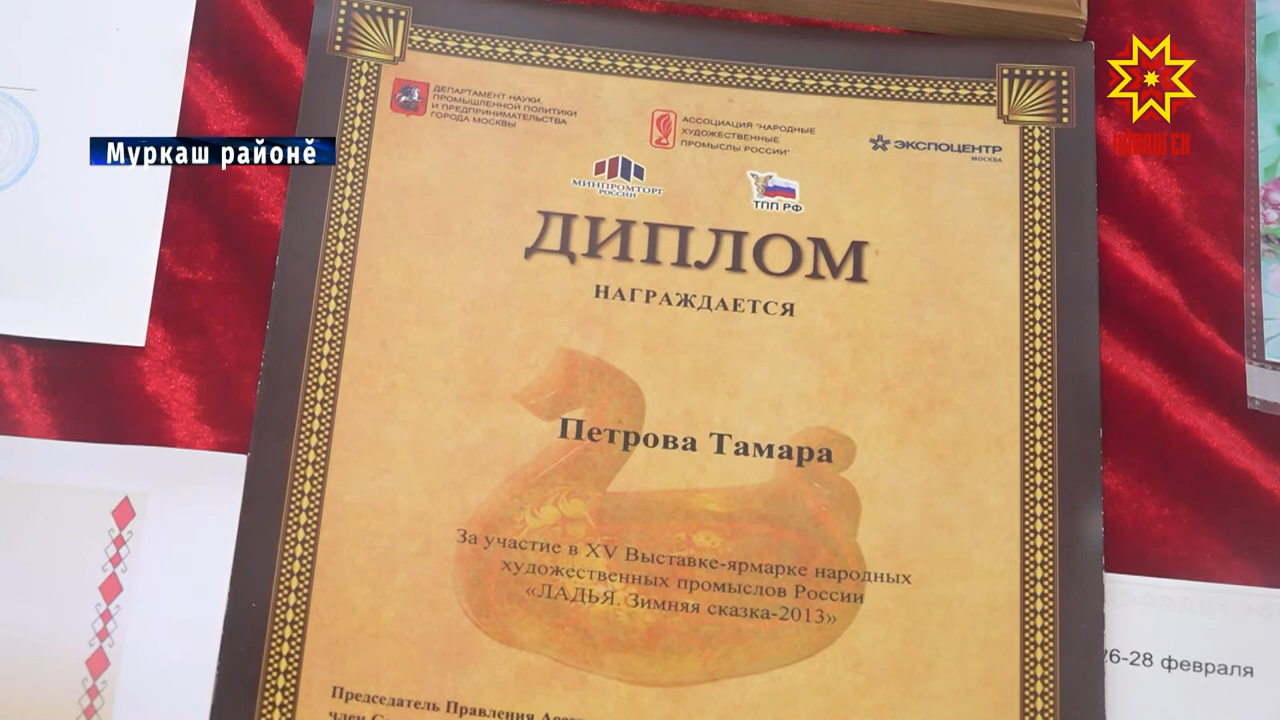 ДЕПАРТАМЕНТ НАУКИ,
ПРОМЫШЛЕННОЙ ПОЛИТИКИ
И ПРЕДПРИНИМАТЕЛЬСТВА
ГОРОДА МОСКВЫ
АССОЦИАЦИЯ "НАРОДНЫЕ
ХУДОЖЕСТВЕННЫЕ
ПРОМЫСЛЫ РОССИИ"
ЭКСПОЦЕНТР
МОСКВА
Муркаш районĕ
МИНПРОМТОРГ
РОССИИ
ТПП РФ
ДИПЛОМ
НАГРАЖДАЕТСЯ
Петрова Тамара
За участие в XV Выставке-ярмарке народных
художественных промыслов России
«ЛАДЬЯ. Зимняя сказка-2013»
26-28 февраля
Председатель Правления
член